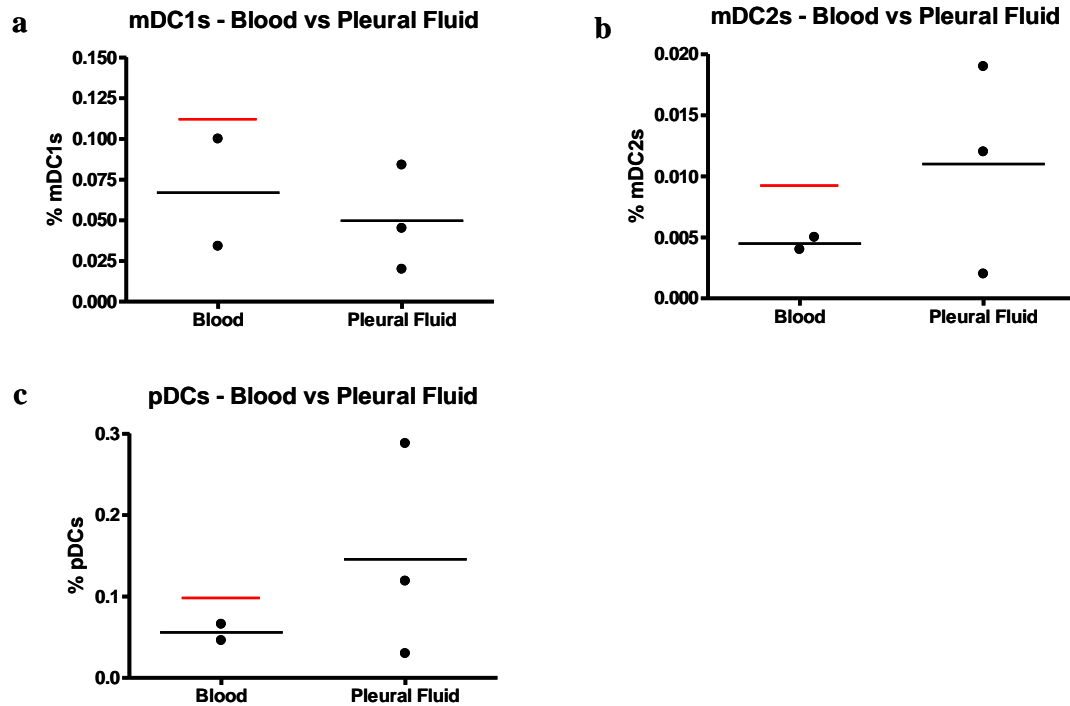 a
mDC1s - Blood vs Pleural Fluid
% mDC1s
0.150
0.125
0.100
0.075
0.050
0.025
0.000
Blood Pleural Fluid
b
mDC2s - Blood vs Pleural Fluid
% mDC2s
0.020
0.015
0.010
0.005
0.000
Blood Pleural Fluid
c
pDCs - Blood vs Pleural Fluid
% pDCs
0.3
0.2
0.1
0.0
Blood Pleural Fluid